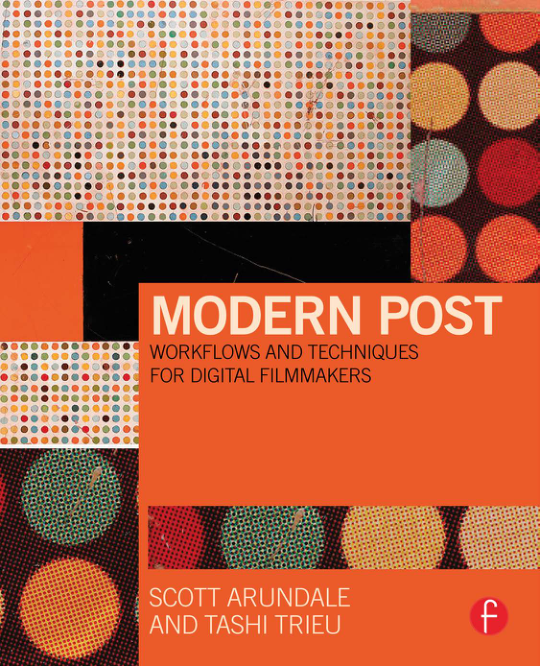 MODERN POST
WORKFLOWS AND TECHNIQUES
FOR DIGITAL FILMMAKERS
SCOTT ARUNDALE
AND TASHI TRIEU
f